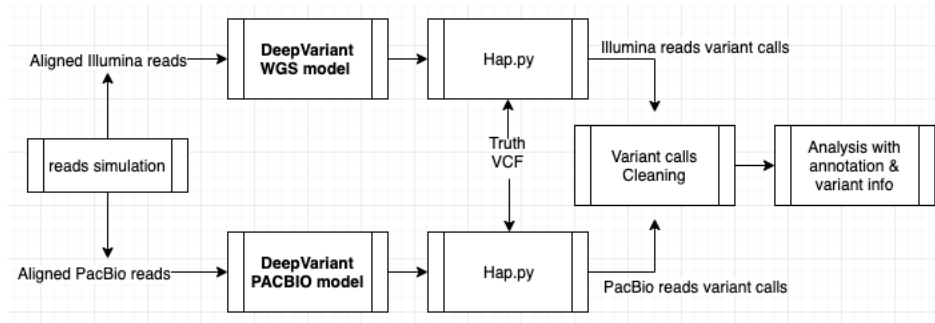 Aligned Illumina reads
DeepVariant
WGS model
Hap.py
Illumina reads variant calls
reads simulation
Truth
VCF
Variant calls
Cleaning
Analysis with
annotation &
variant info
Aligned PacBio reads
DeepVariant
PACBIO model
Hap.py
PacBio reads variant calls